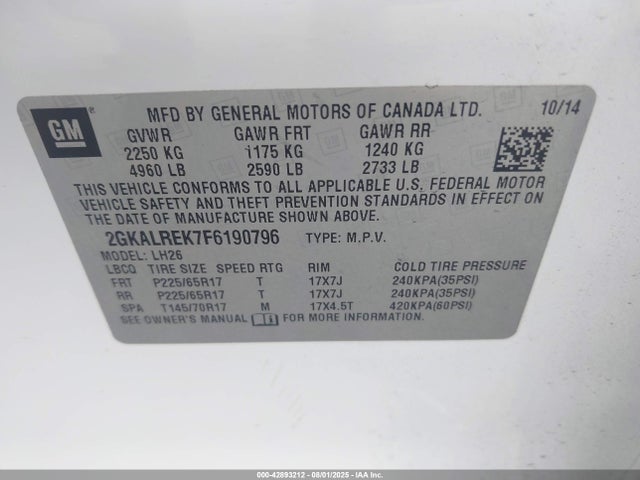 GM ® MFD BY GENERAL MOTORS OF CANADA LTD. 10/14
GVWR GAWR FRT GAWR RR
2250 KG 1175 KG 1240 KG
4960 LB 2590 LB 2733 LB
THIS VEHICLE CONFORMS TO ALL APPLICABLE U.S. FEDERAL MOTOR
VEHICLE SAFETY AND THEFT PREVENTION STANDARDS IN EFFECT ON
THE DATE OF MANUFACTURE SHOWN ABOVE.
2GKALREK7F6190796 TYPE: M.P.V.
MODEL: LH26
LBCQ TIRE SIZE SPEED RTG RIM COLD TIRE PRESSURE
FRT P225/65R17 T 17X7J 240KPA(35PSI)
RR P225/65R17 T 17X7J 240KPA(35PSI)
SPA T145/70R17 M 17X4.5T 420KPA(60PSI)
SEE OWNER'S MANUAL FOR MORE INFORMATION.
000-42893212 - 08/01/2025 - IAA Inc.